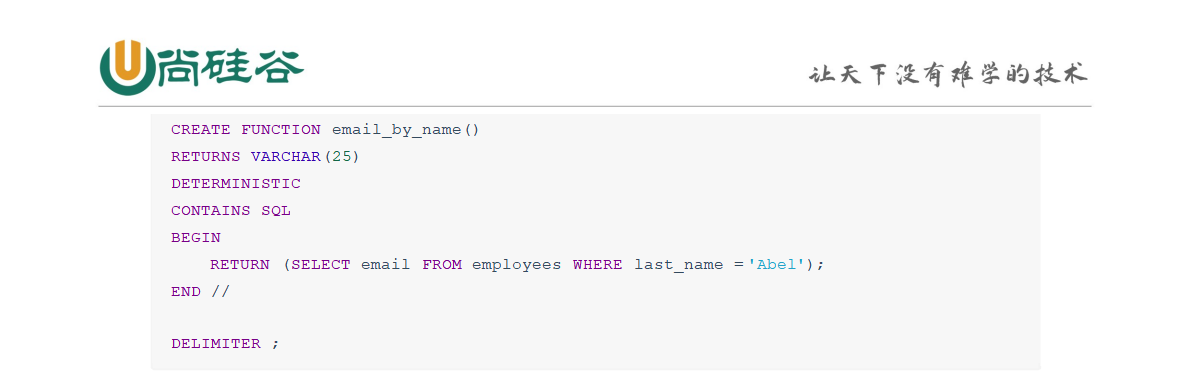 尚硅谷
让天下没有难学的技术
CREATE FUNCTION email_by_name()
RETURNS VARCHAR(25)
DETERMINISTIC
CONTAINS SQL
BEGIN
    RETURN (SELECT email FROM employees WHERE last_name = 'Abel');
END //
DELIMITER ;